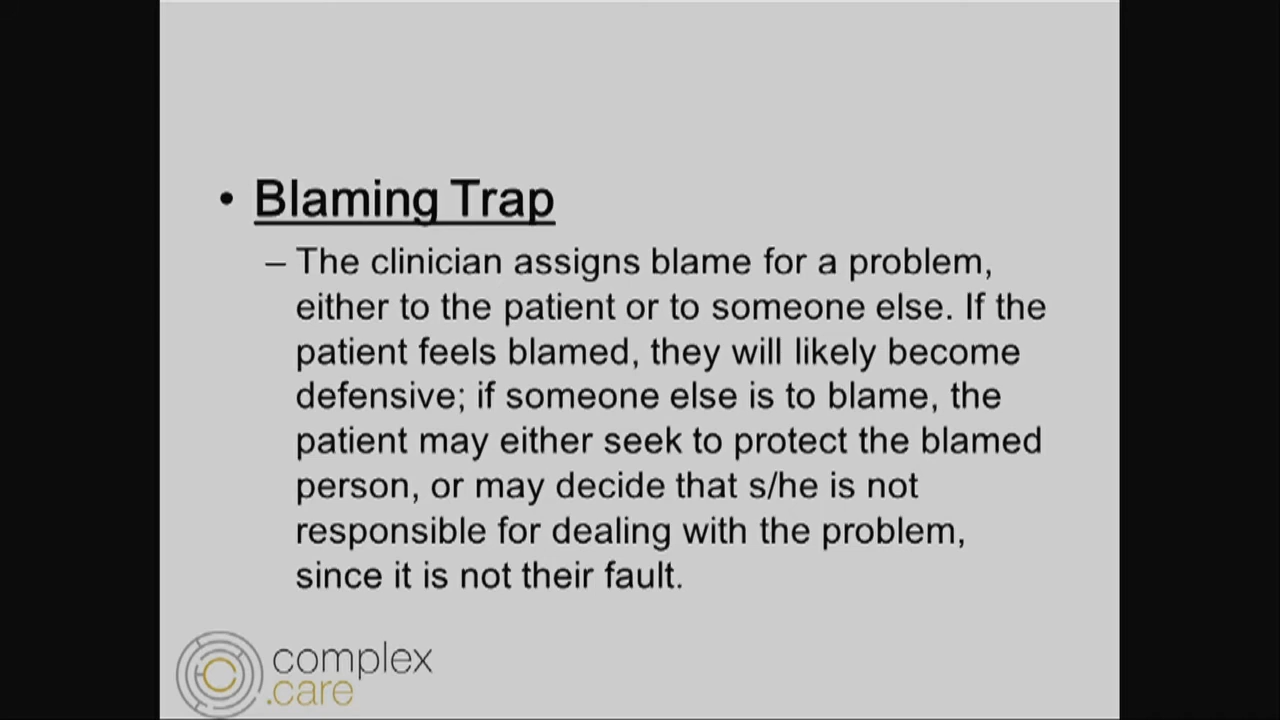 • Blaming Trap
– The clinician assigns blame for a problem,
either to the patient or to someone else. If the
patient feels blamed, they will likely become
defensive; if someone else is to blame, the
patient may either seek to protect the blamed
person, or may decide that s/he is not
responsible for dealing with the problem,
since it is not their fault.
complex
.care